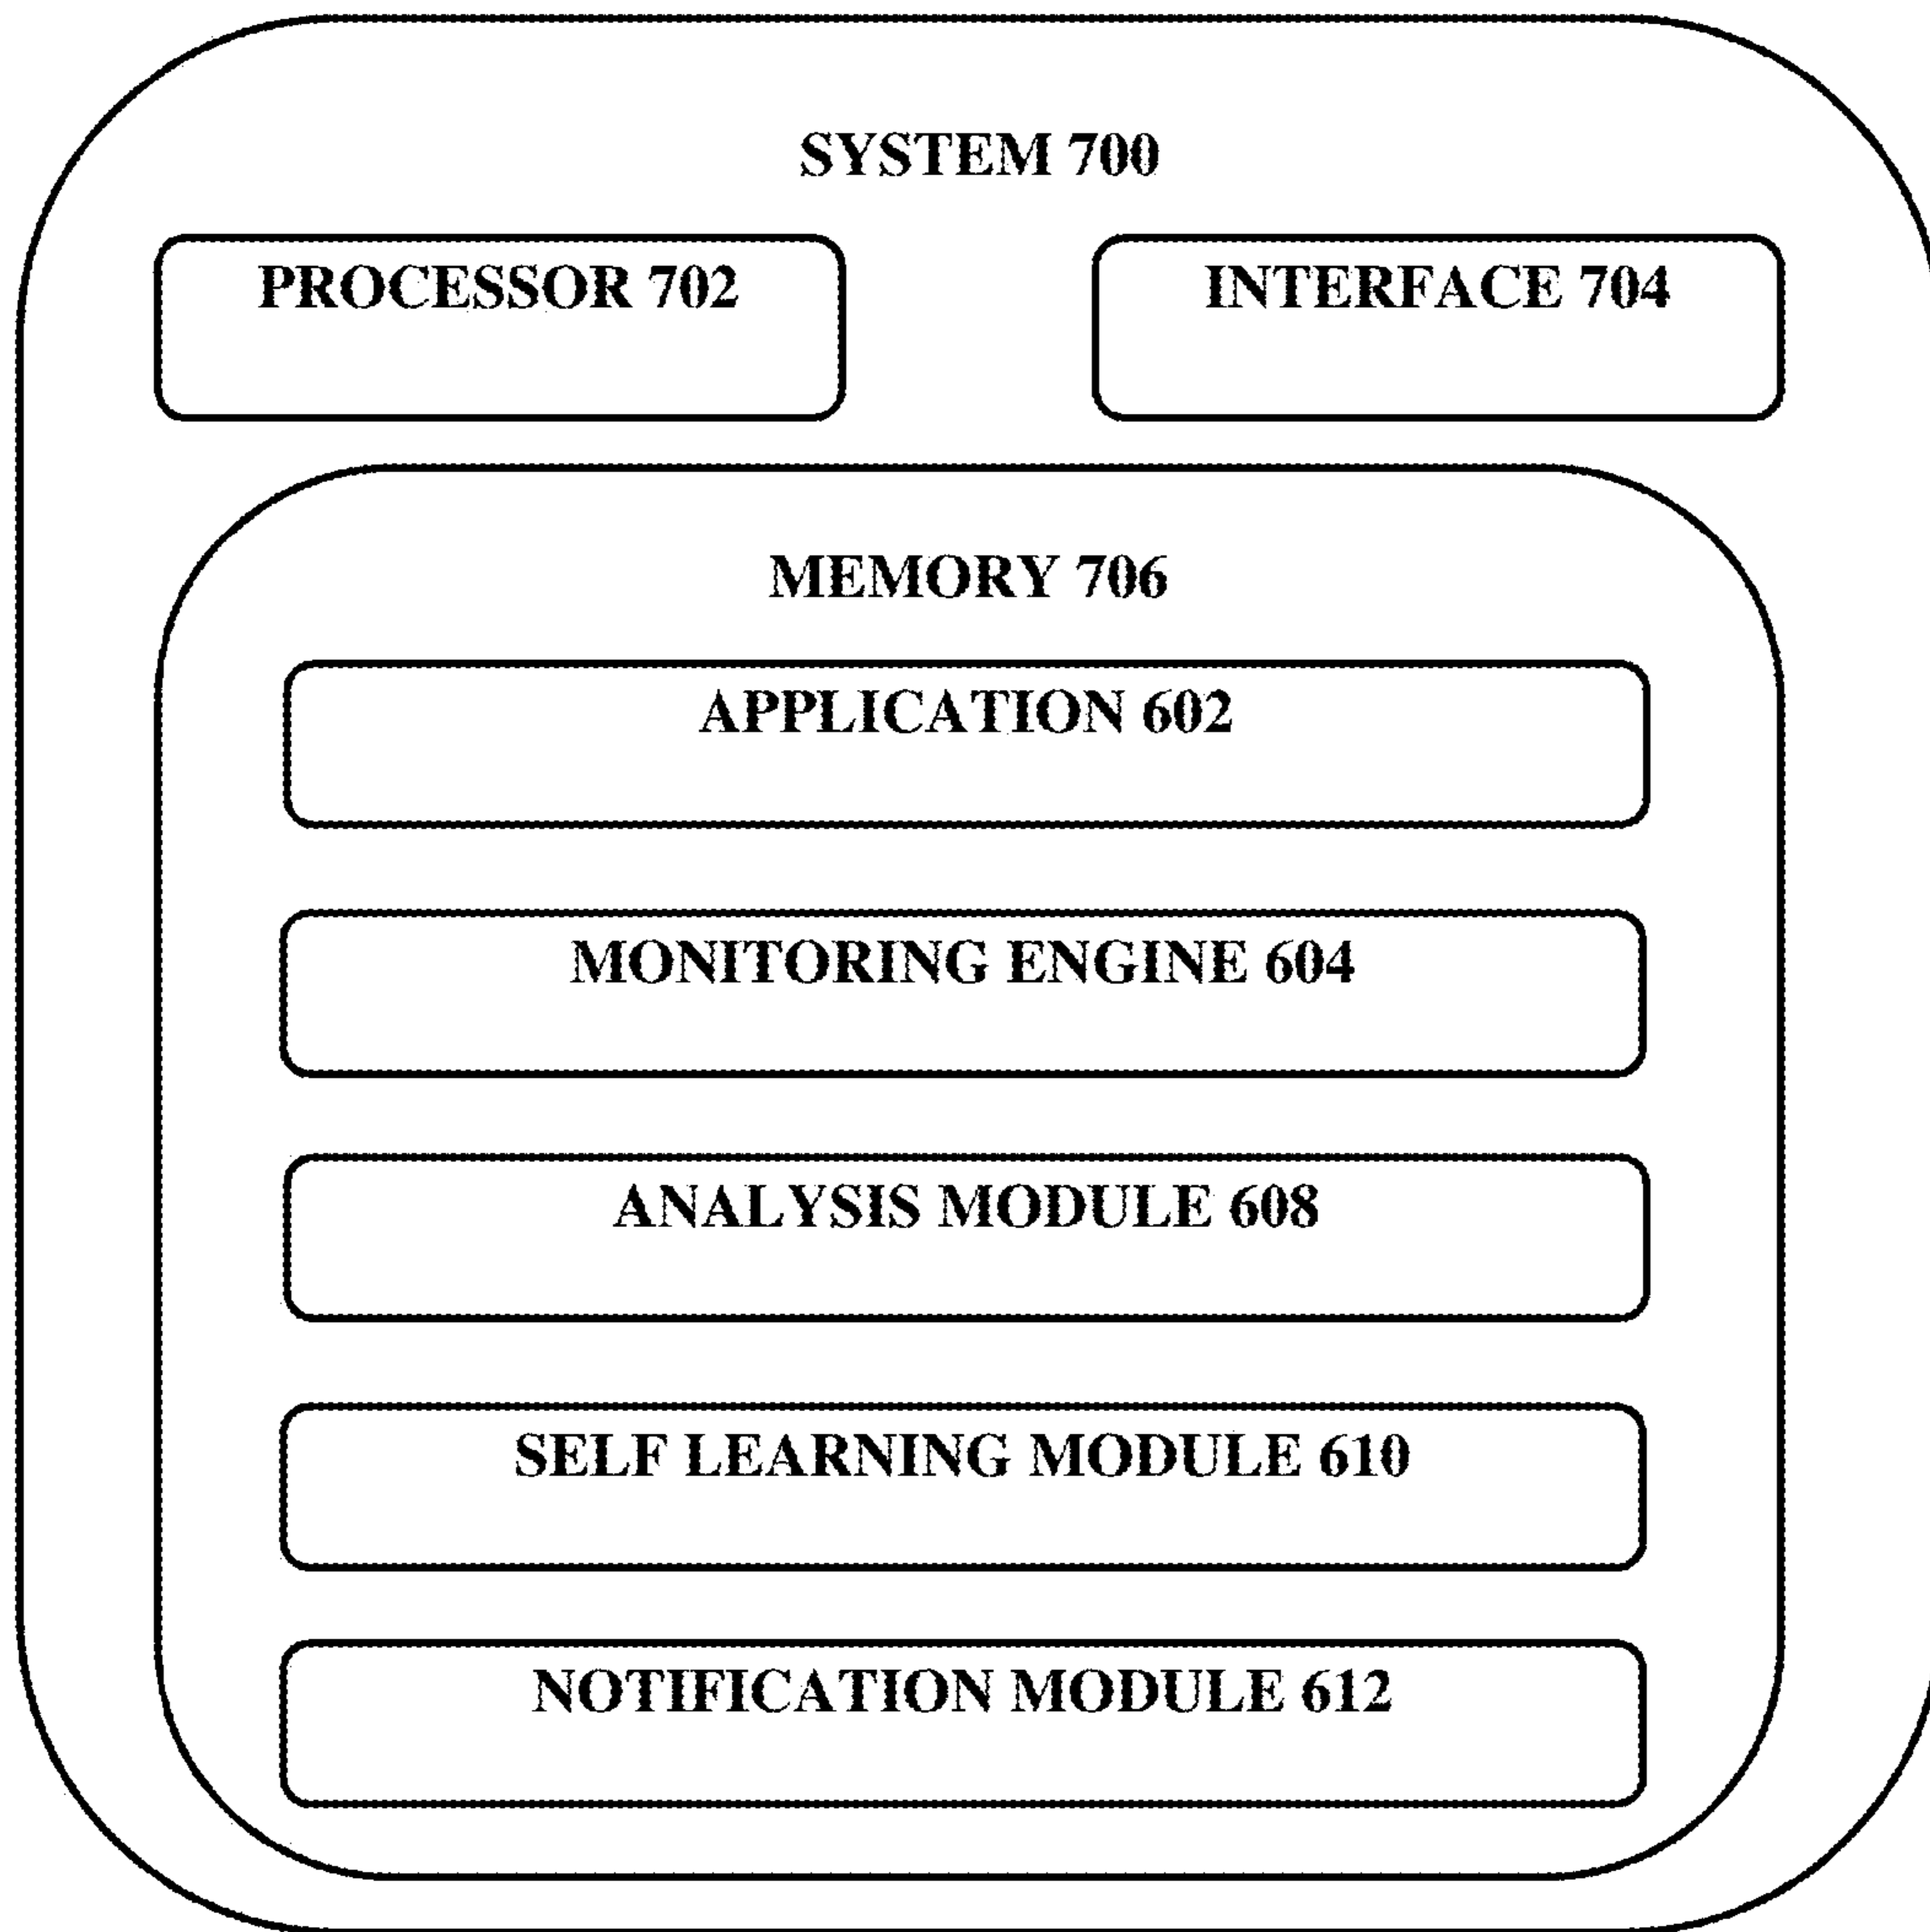 SYSTEM 700
PROCESSOR 702
INTERFACE 704
MEMORY 706
APPLICATION 602
MONITORING ENGINE 604
ANALYSIS MODULE 608
SELF LEARNING MODULE 610
NOTIFICATION MODULE 612